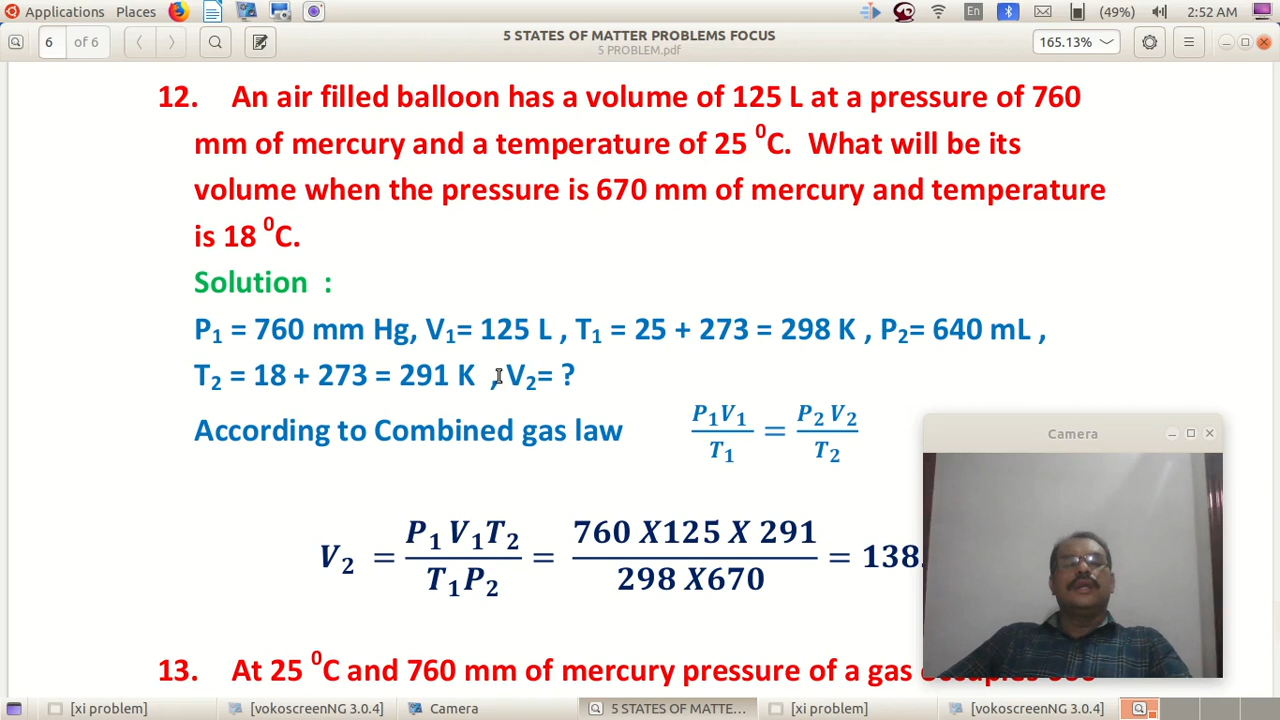 Applications Places En (49%) 2:52 AM
6 of 6 5 STATES OF MATTER PROBLEMS FOCUS 165.13%
5 PROBLEM.pdf
12. An air filled balloon has a volume of 125 L at a pressure of 760
mm of mercury and a temperature of 25 ⁰C. What will be its
volume when the pressure is 670 mm of mercury and temperature
is 18 ⁰C.
Solution :
P₁ = 760 mm Hg, V₁= 125 L , T₁ = 25 + 273 = 298 K , P₂= 640 mL ,
T₂ = 18 + 273 = 291 K , V₂= ?
According to Combined gas law P₁V₁/T₁ = P₂ V₂/T₂
Camera
V₂ = P₁ V₁T₂/T₁P₂ = 760 X125 X 291/298 X670 = 138
13. At 25 ⁰C and 760 mm of mercury pressure of a gas
[xi problem] [vokoscreenNG 3.0.4] Camera 5 STATES OF MATTE... [xi problem] [vokoscreenNG 3.0.4]